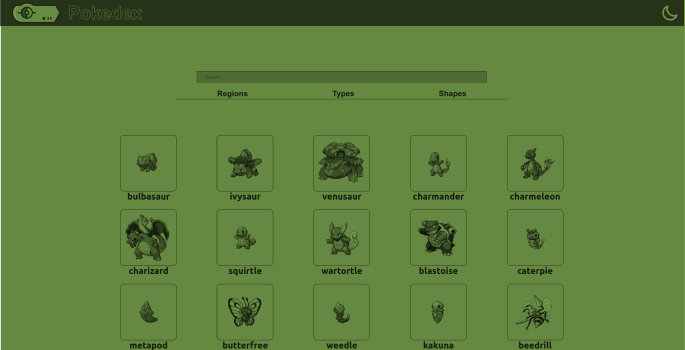 Pokedex
Search
Regions Types Shapes
bulbasaur ivysaur venusaur charmander charmeleon
charizard squirtle wartortle blastoise caterpie
metapod butterfree weedle kakuna beedrill